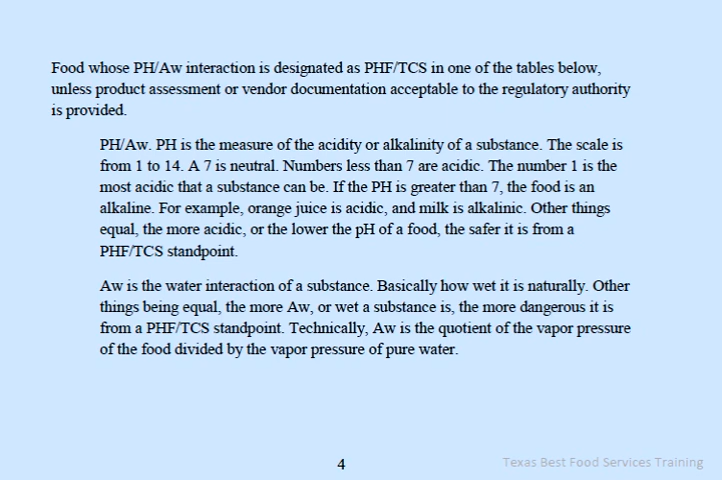 Food whose PH/Aw interaction is designated as PHF/TCS in one of the tables below,
unless product assessment or vendor documentation acceptable to the regulatory authority
is provided.
PH/Aw. PH is the measure of the acidity or alkalinity of a substance. The scale is
from 1 to 14. A 7 is neutral. Numbers less than 7 are acidic. The number 1 is the
most acidic that a substance can be. If the PH is greater than 7, the food is an
alkaline. For example, orange juice is acidic, and milk is alkalinic. Other things
equal, the more acidic, or the lower the pH of a food, the safer it is from a
PHF/TCS standpoint.
Aw is the water interaction of a substance. Basically how wet it is naturally. Other
things being equal, the more Aw, or wet a substance is, the more dangerous it is
from a PHF/TCS standpoint. Technically, Aw is the quotient of the vapor pressure
of the food divided by the vapor pressure of pure water.
4
Texas Best Food Services Training